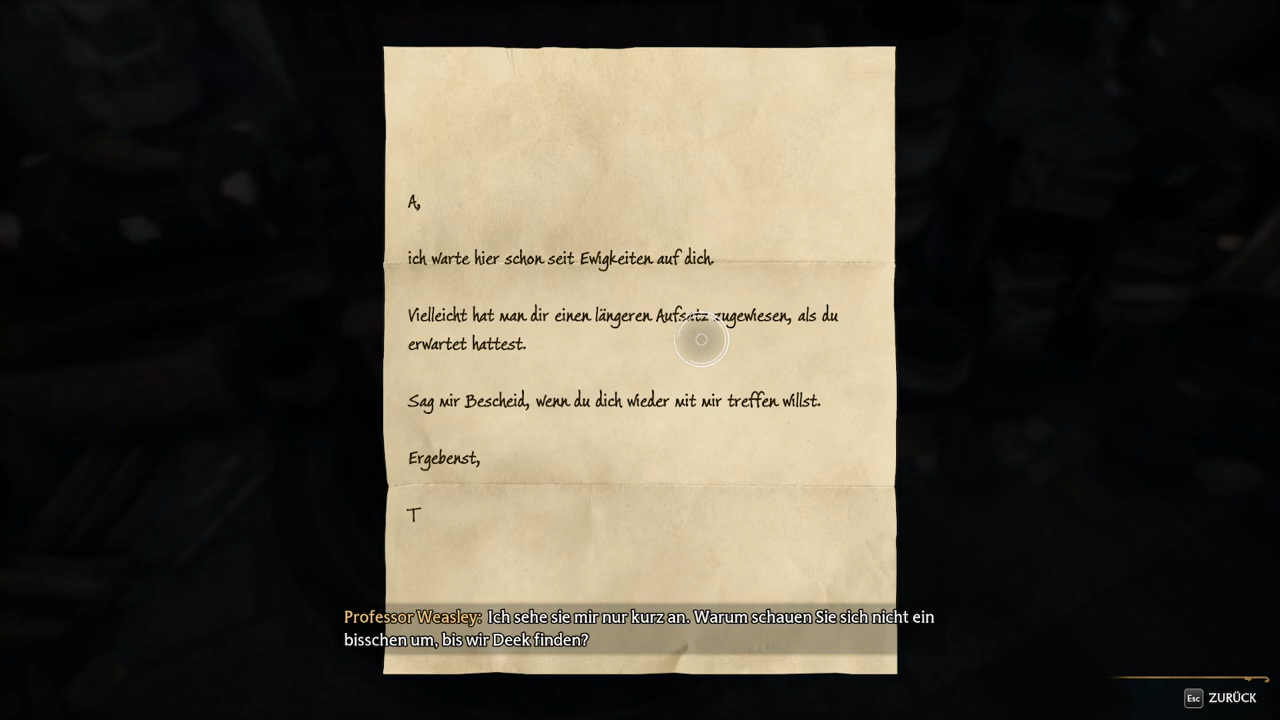 A,
ich warte hier schon seit Ewigkeiten auf dich.
Vielleicht hat man dir einen längeren Aufsatz zugewiesen, als du
erwartet hattest.
Sag mir Bescheid, wenn du dich wieder mit mir treffen willst.
Ergebenst,
T
Professor Weasley: Ich sehe sie mir nur kurz an. Warum schauen Sie sich nicht ein
bisschen um, bis wir Deek finden?
Esc ZURÜCK